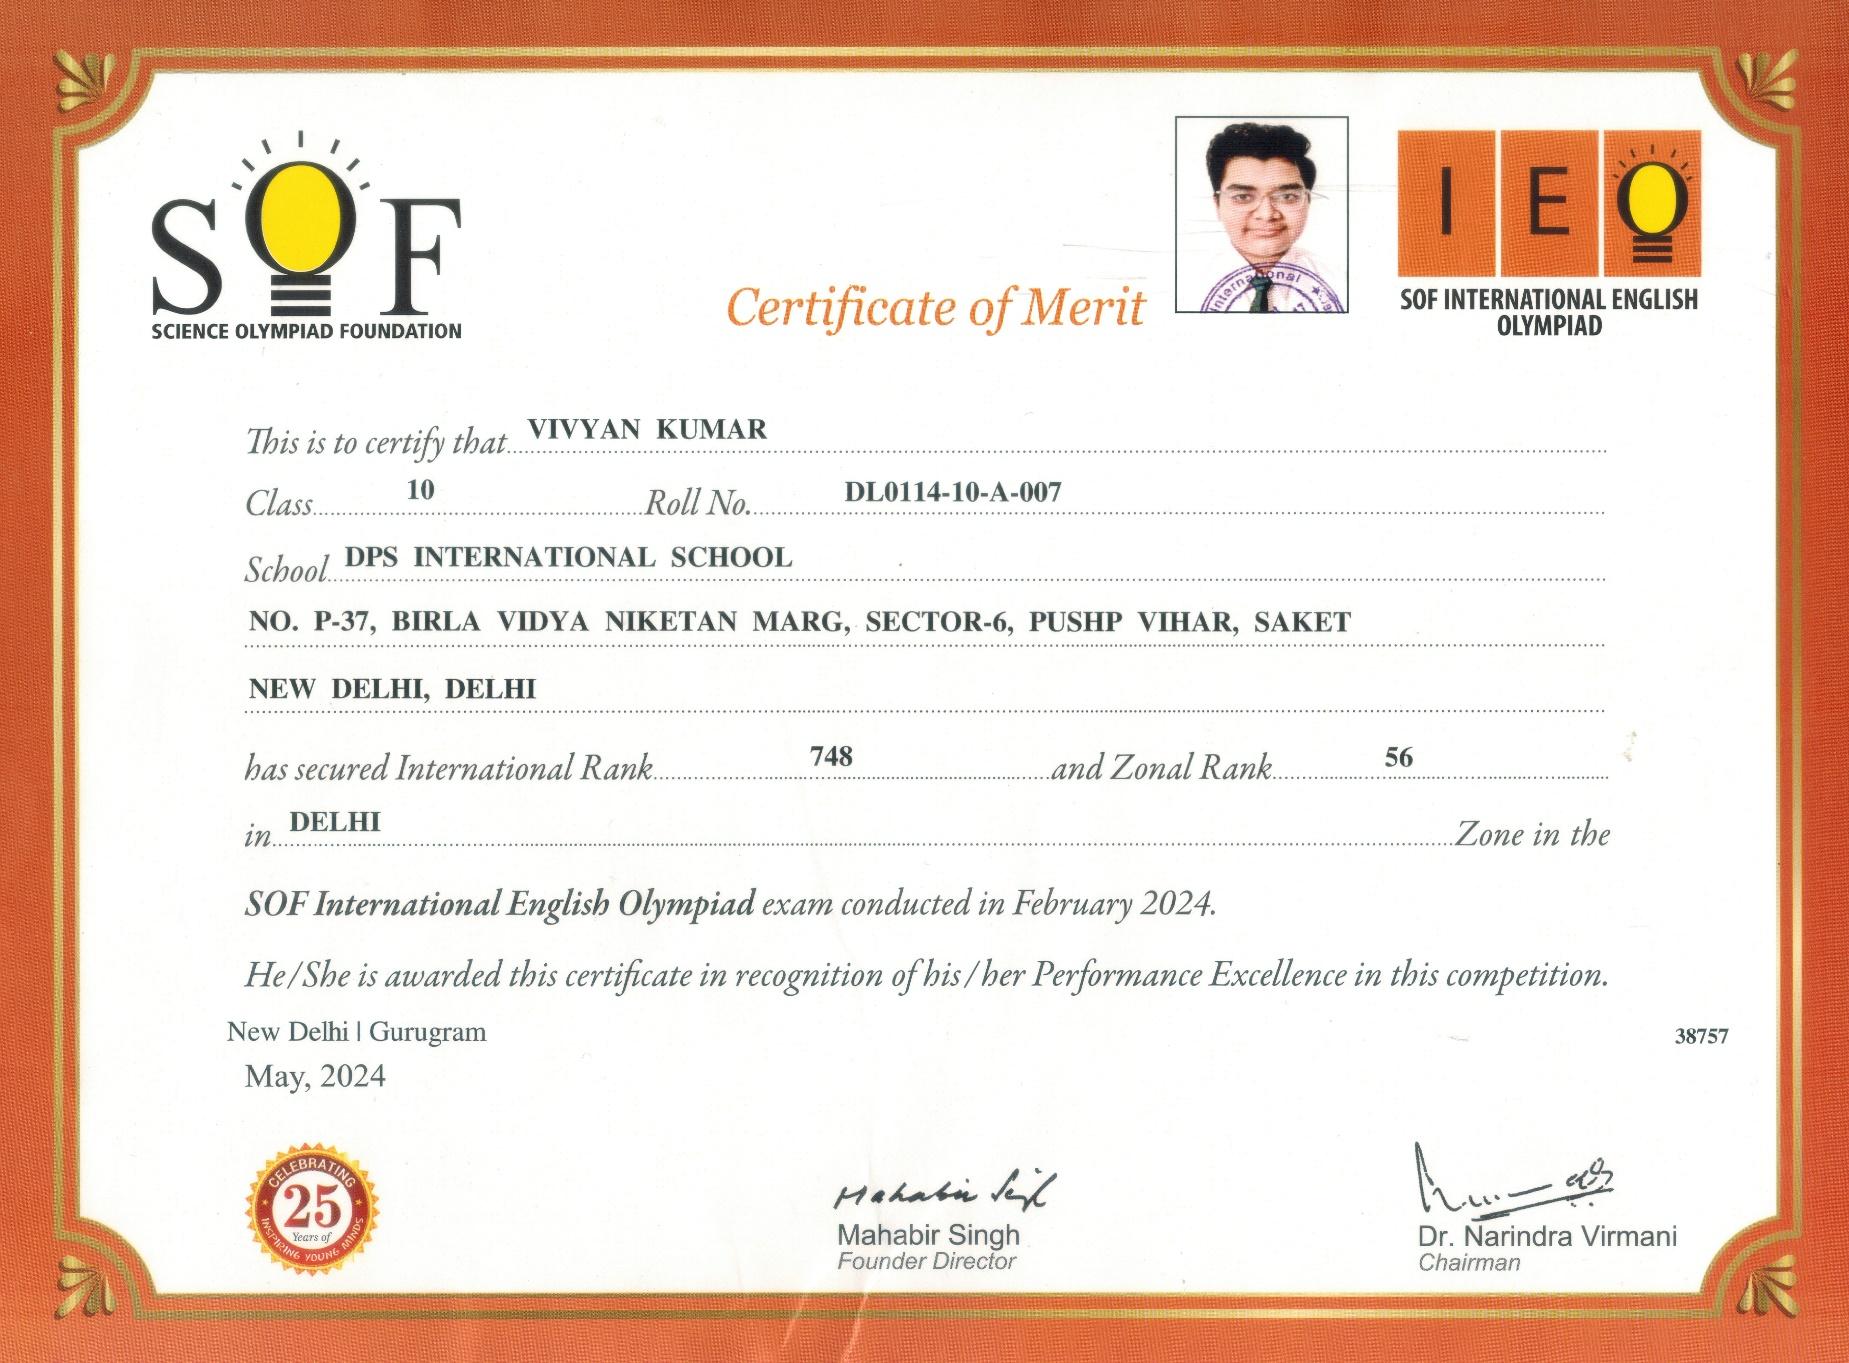 SOF
SCIENCE OLYMPIAD FOUNDATION
Certificate of Merit
International
IEO
SOF INTERNATIONAL ENGLISH
OLYMPIAD
This is to certify that VIVYAN KUMAR
Class 10 Roll No. DL0114-10-A-007
School DPS INTERNATIONAL SCHOOL
NO. P-37, BIRLA VIDYA NIKETAN MARG, SECTOR-6, PUSHP VIHAR, SAKET
NEW DELHI, DELHI
has secured International Rank 748 and Zonal Rank 56
in DELHI Zone in the
SOF International English Olympiad exam conducted in February 2024.
He/She is awarded this certificate in recognition of his/her Performance Excellence in this competition.
New Delhi | Gurugram
38757
May, 2024
CELEBRATING
25
Years of
INSPIRING YOUNG MINDS
Mahabir Singh
Mahabir Singh
Founder Director
Dr. Narindra Virmani
Chairman